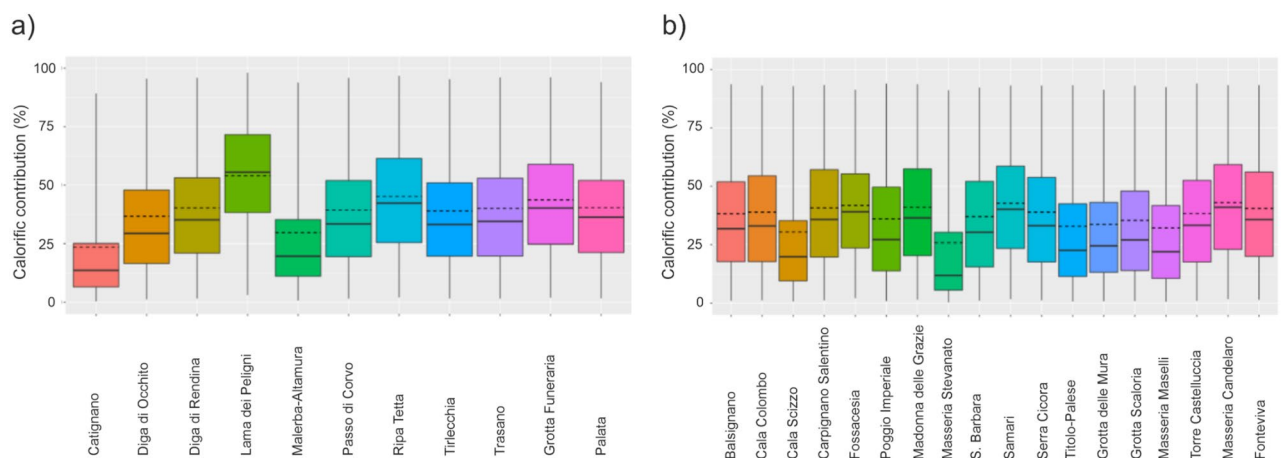 a)
Calorific contribution (%)
100
75
50
25
0
Catignano
Diga di Occhito
Diga di Rendina
Lama dei Peligni
Malerba-Altamura
Passo di Corvo
Ripa Tetta
Tirlecchia
Trasano
Grotta Funeraria
Palata
b)
Calorific contribution (%)
100
75
50
25
0
Balsignano
Cala Colombo
Cala Scizzo
Carpignano Salentino
Fossacesia
Poggio Imperiale
Madonna delle Grazie
Masseria Stevanato
S. Barbara
Samari
Serra Cicora
Titolo-Palese
Grotta delle Mura
Grotta Scaloria
Masseria Maselli
Torre Castelluccia
Masseria Candelaro
Fonteviva